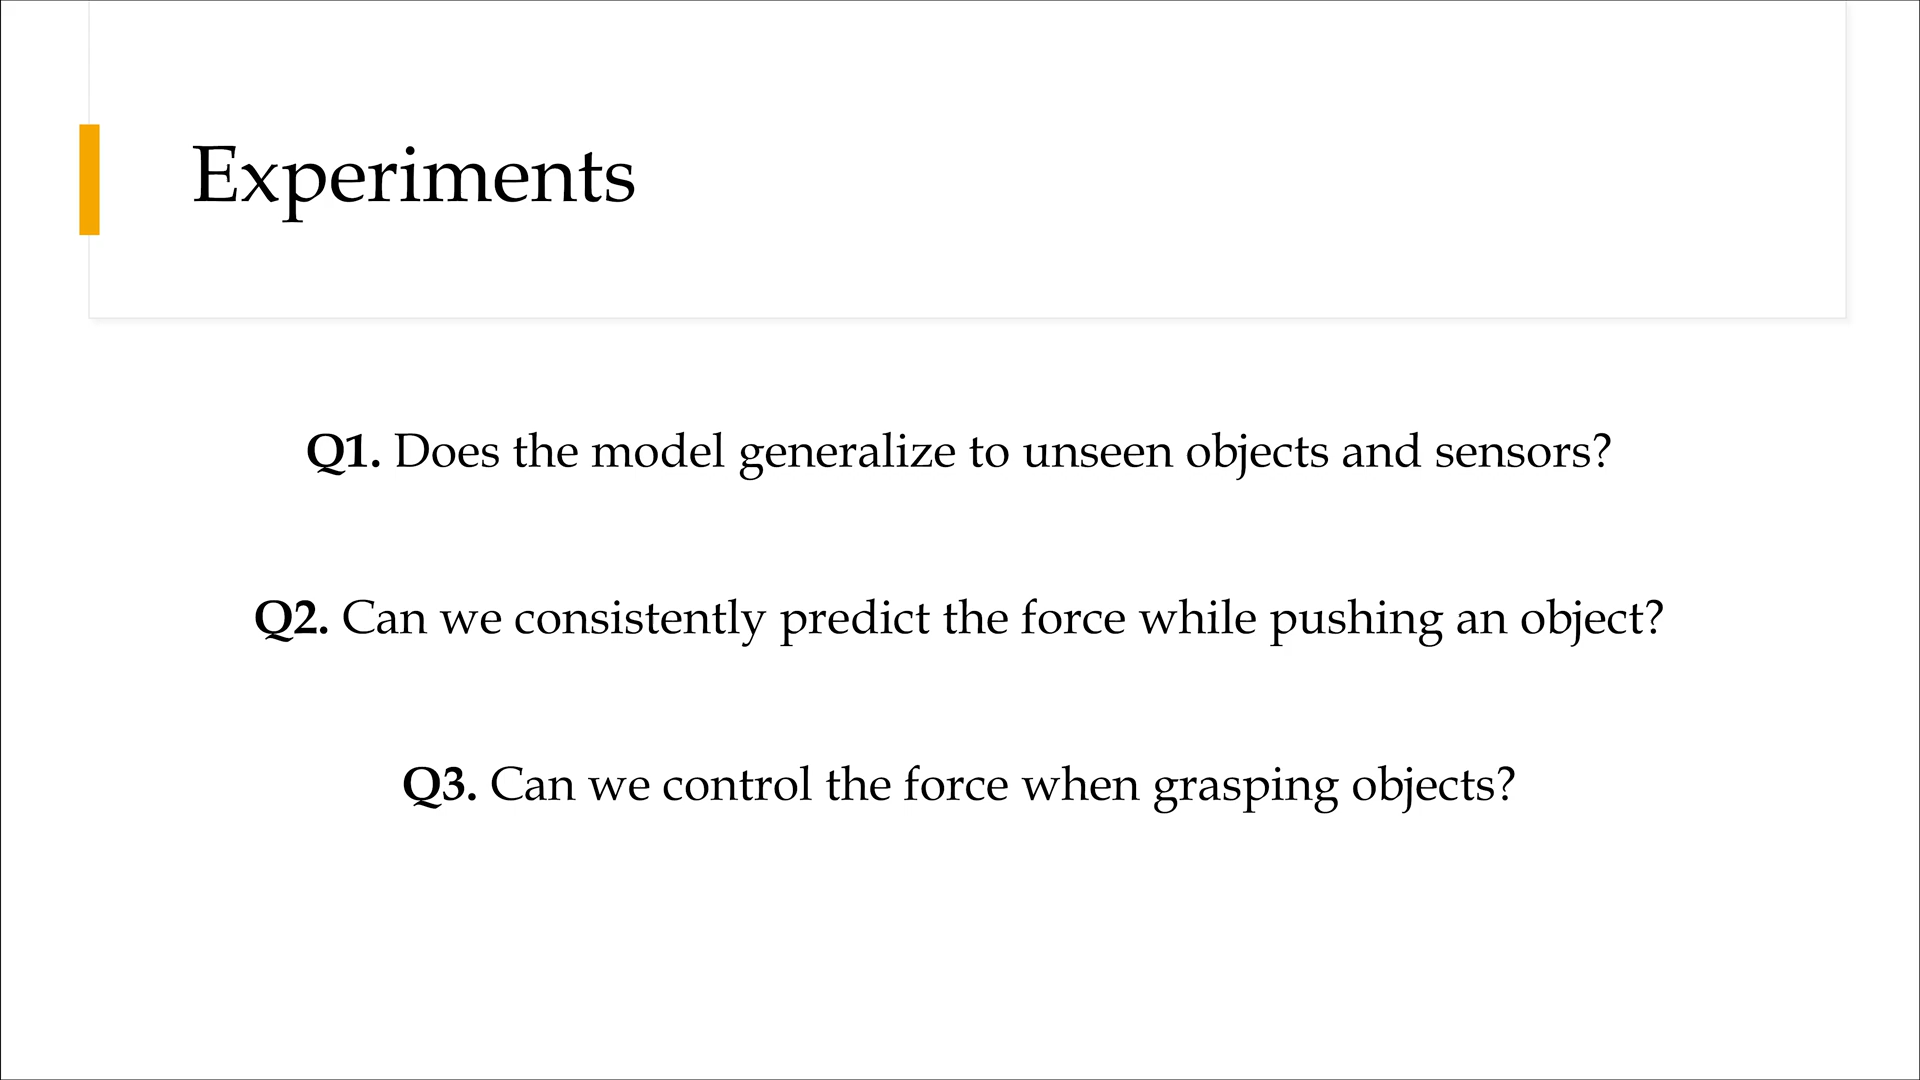 Experiments
Q1. Does the model generalize to unseen objects and sensors?
Q2. Can we consistently predict the force while pushing an object?
Q3. Can we control the force when grasping objects?